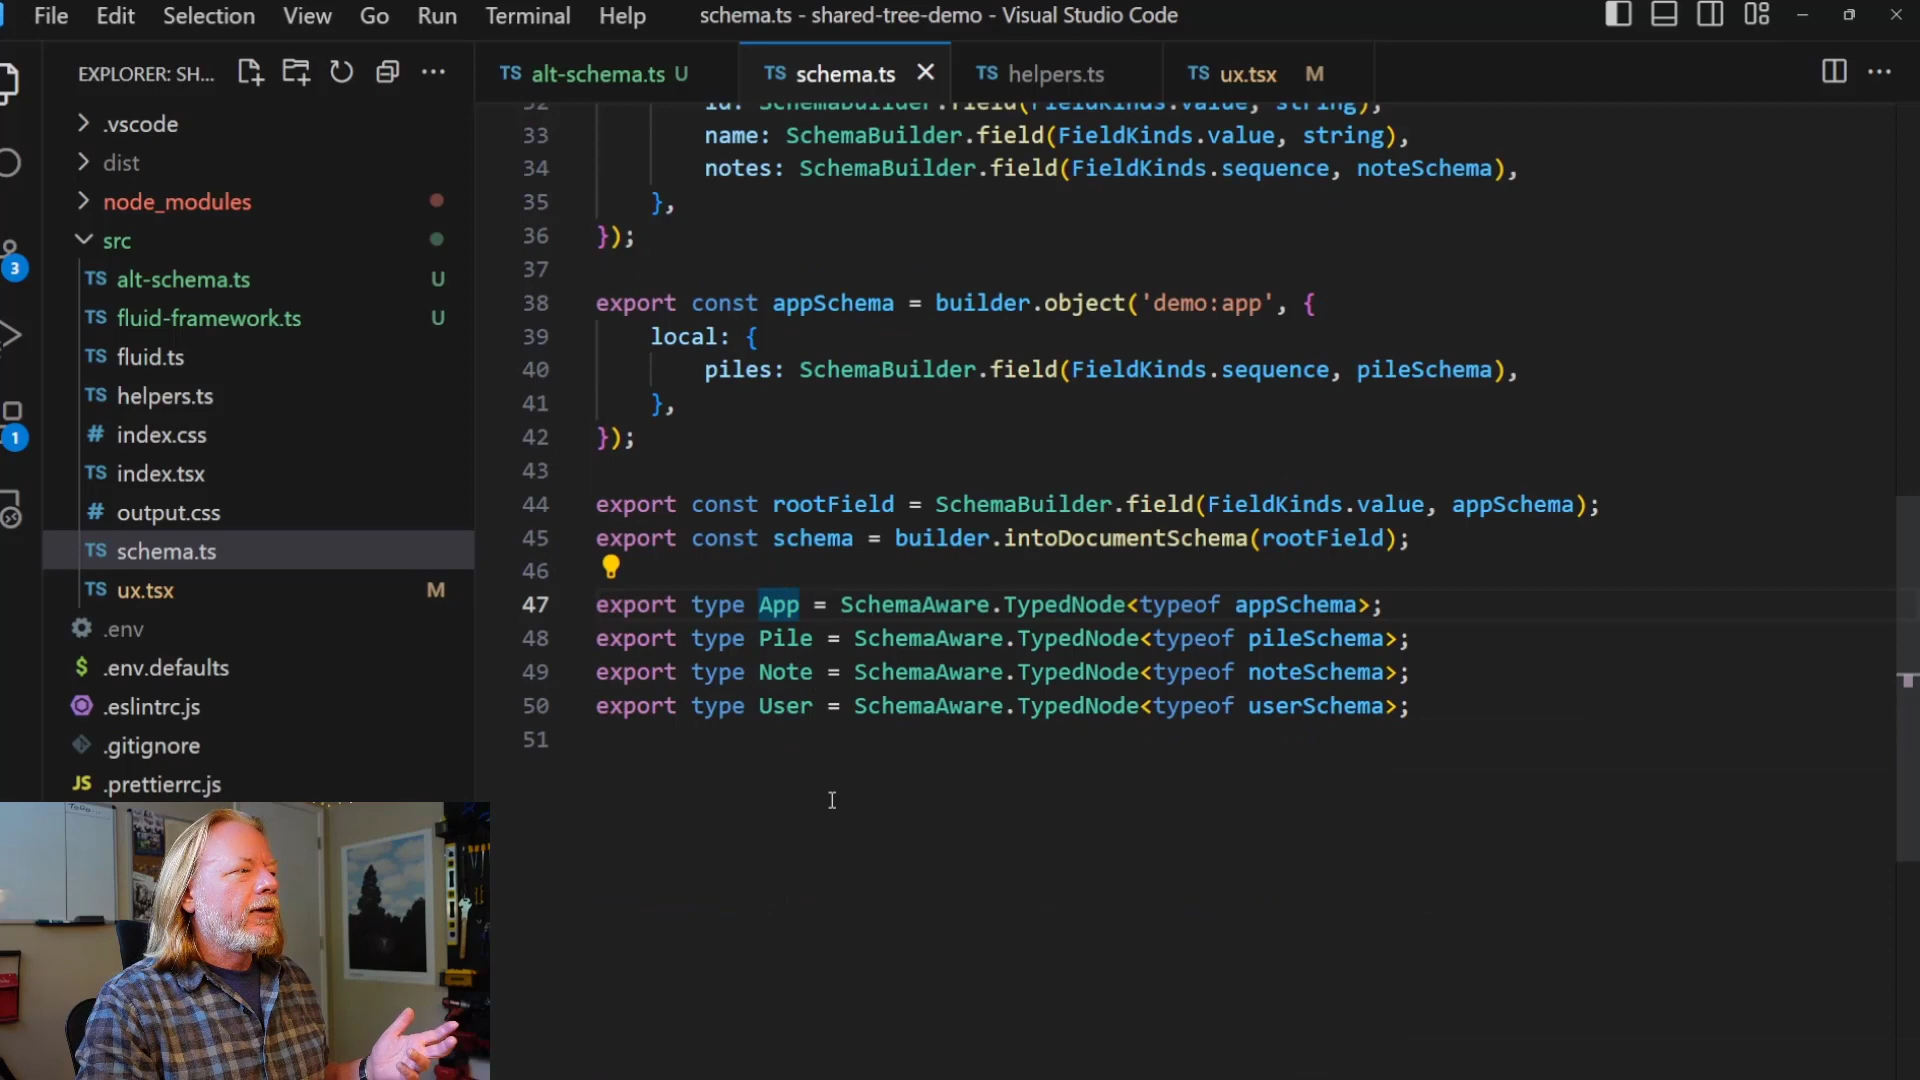 File Edit Selection View Go Run Terminal Help schema.ts - shared-tree-demo - Visual Studio Code
EXPLORER: SH...
TS alt-schema.ts U TS schema.ts TS helpers.ts TS ux.tsx M
.vscode
dist
node_modules
src
TS alt-schema.ts U
TS fluid-framework.ts U
TS fluid.ts
TS helpers.ts
# index.css
TS index.tsx
# output.css
TS schema.ts
TS ux.tsx M
.env
$ .env.defaults
.eslintrc.js
.gitignore
JS .prettierrc.js
3
1
32 id: SchemaBuilder.field(FieldKinds.value, string),
33 name: SchemaBuilder.field(FieldKinds.value, string),
34 notes: SchemaBuilder.field(FieldKinds.sequence, noteSchema),
35 },
36 });
37
38 export const appSchema = builder.object('demo:app', {
39 local: {
40 piles: SchemaBuilder.field(FieldKinds.sequence, pileSchema),
41 },
42 });
43
44 export const rootField = SchemaBuilder.field(FieldKinds.value, appSchema);
45 export const schema = builder.intoDocumentSchema(rootField);
46
47 export type App = SchemaAware.TypedNode<typeof appSchema>;
48 export type Pile = SchemaAware.TypedNode<typeof pileSchema>;
49 export type Note = SchemaAware.TypedNode<typeof noteSchema>;
50 export type User = SchemaAware.TypedNode<typeof userSchema>;
51